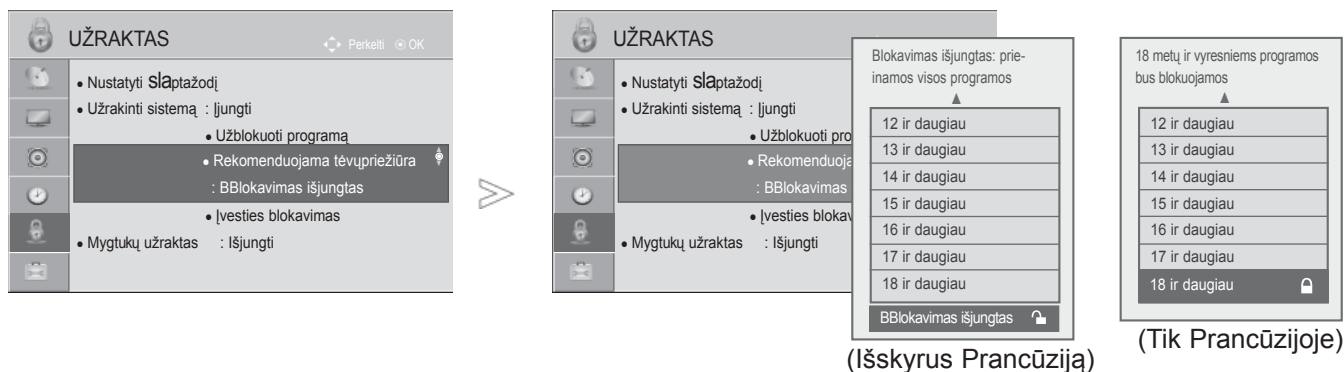 UŽRAKTAS
Perkelti OK
• Nustatyti slaptažodį
• Užrakinti sistemą : Įjungti
• Užblokuoti programą
• Rekomenduojama tėvųpriežiūra
: BBlokavimas išjungtas
• Įvesties blokavimas
• Mygtukų užraktas : Išjungti
UŽRAKTAS
• Nustatyti slaptažodį
• Užrakinti sistemą : Įjungti
• Užblokuoti pro
• Rekomenduoja
: BBlokavimas
• Įvesties blokav
• Mygtukų užraktas : Išjungti
Blokavimas išjungtas: prie-
inamos visos programos
12 ir daugiau
13 ir daugiau
14 ir daugiau
15 ir daugiau
16 ir daugiau
17 ir daugiau
18 ir daugiau
BBlokavimas išjungtas
(Išskyrus Prancūziją)
18 metų ir vyresniems programos
bus blokuojamos
12 ir daugiau
13 ir daugiau
14 ir daugiau
15 ir daugiau
16 ir daugiau
17 ir daugiau
18 ir daugiau
(Tik Prancūzijoje)